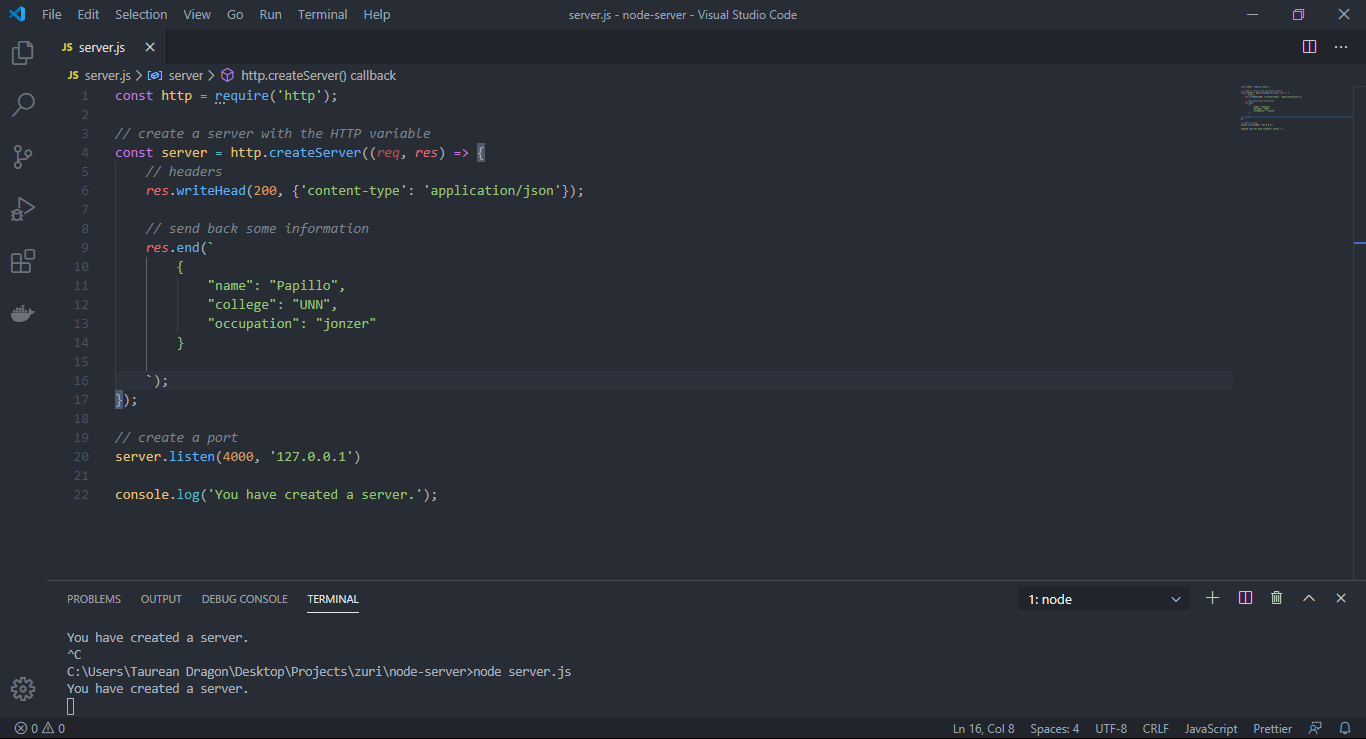 File Edit Selection View Go Run Terminal Help server.js - node-server - Visual Studio Code
JS server.js
JS server.js > server > http.createServer() callback
1 const http = require('http');
2
3 // create a server with the HTTP variable
4 const server = http.createServer((req, res) => {
5     // headers
6     res.writeHead(200, {'content-type': 'application/json'});
7
8     // send back some information
9     res.end(`
10         {
11             "name": "Papillo",
12             "college": "UNN",
13             "occupation": "jonzer"
14         }
15
16     `);
17 });
18
19 // create a port
20 server.listen(4000, '127.0.0.1')
21
22 console.log('You have created a server.');
PROBLEMS OUTPUT DEBUG CONSOLE TERMINAL 1: node
You have created a server.
^C
C:\Users\Taurean Dragon\Desktop\Projects\zuri\node-server>node server.js
You have created a server.
0 0 Ln 16, Col 8 Spaces: 4 UTF-8 CRLF JavaScript Prettier